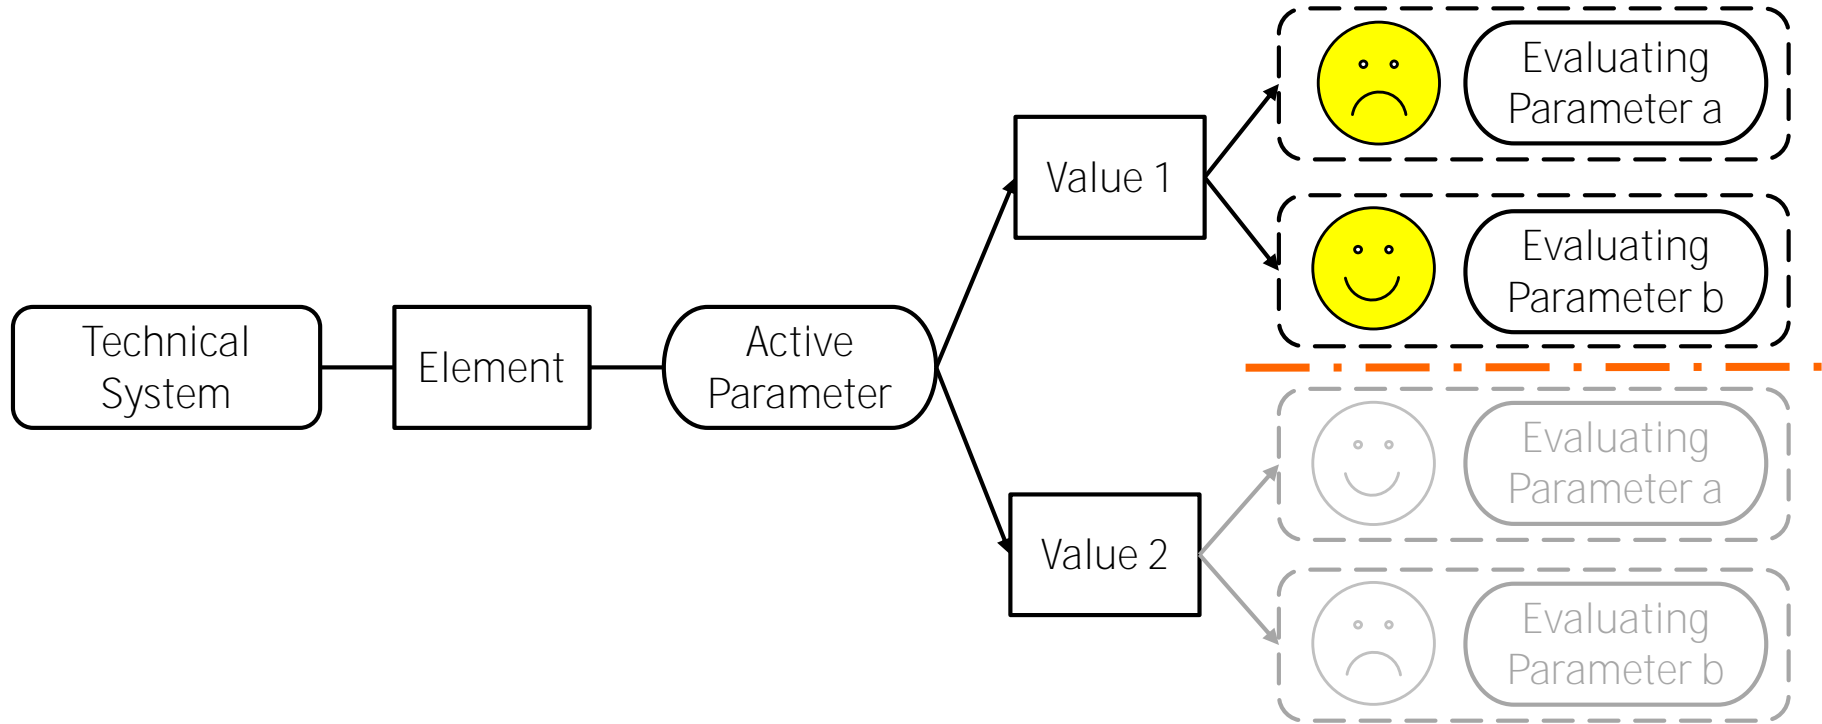 Technical
System
Element
Active
Parameter
Value 1
Evaluating
Parameter a
Evaluating
Parameter b
Value 2
Evaluating
Parameter a
Evaluating
Parameter b